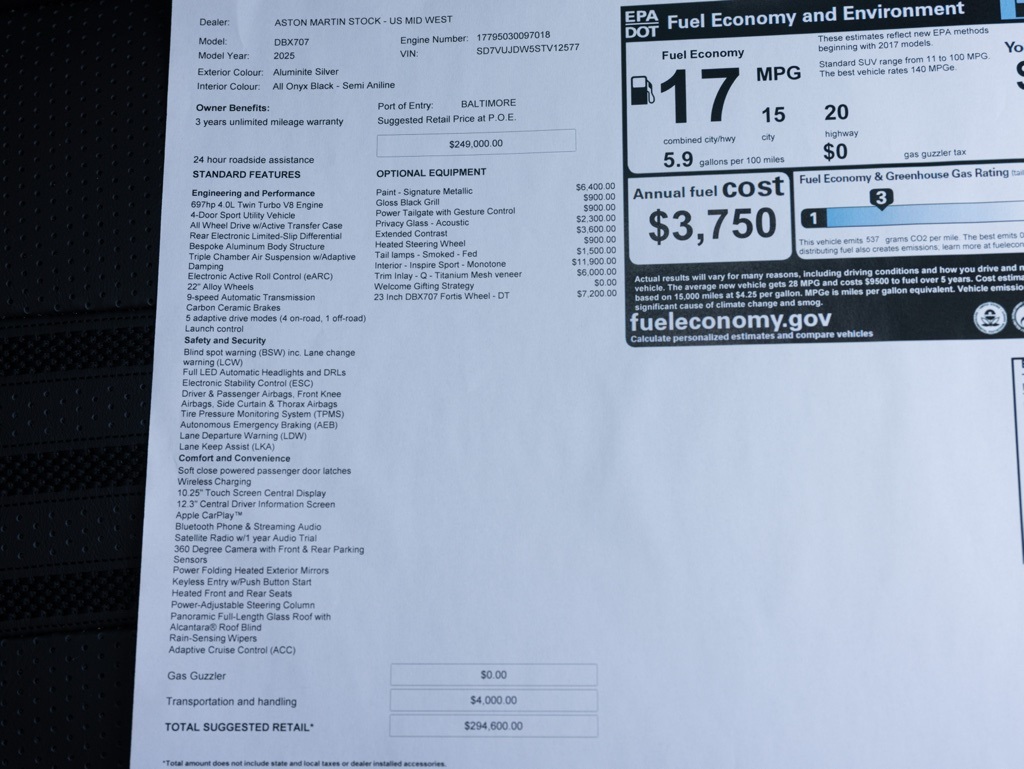 Dealer: ASTON MARTIN STOCK - US MID WEST
Model: DBX707
Model Year: 2025
Engine Number: 17795030097018
VIN: SD7VUJDW5STV12577
Exterior Colour: Aluminite Silver
Interior Colour: All Onyx Black - Semi Aniline
Owner Benefits:
3 years unlimited mileage warranty
Port of Entry: BALTIMORE
Suggested Retail Price at P.O.E.
$249,000.00
24 hour roadside assistance
STANDARD FEATURES
Engineering and Performance
697hp 4.0L Twin Turbo V8 Engine
4-Door Sport Utility Vehicle
All Wheel Drive w/Active Transfer Case
Rear Electronic Limited-Slip Differential
Bespoke Aluminum Body Structure
Triple Chamber Air Suspension w/Adaptive
Damping
Electronic Active Roll Control (eARC)
22" Alloy Wheels
9-speed Automatic Transmission
Carbon Ceramic Brakes
5 adaptive drive modes (4 on-road, 1 off-road)
Launch control
Safety and Security
Blind spot warning (BSW) inc. Lane change
warning (LCW)
Full LED Automatic Headlights and DRLs
Electronic Stability Control (ESC)
Driver & Passenger Airbags, Front Knee
Airbags, Side Curtain & Thorax Airbags
Tire Pressure Monitoring System (TPMS)
Autonomous Emergency Braking (AEB)
Lane Departure Warning (LDW)
Lane Keep Assist (LKA)
Comfort and Convenience
Soft close powered passenger door latches
Wireless Charging
10.25" Touch Screen Central Display
12.3" Central Driver Information Screen
Apple CarPlay™
Bluetooth Phone & Streaming Audio
Satellite Radio w/1 year Audio Trial
360 Degree Camera with Front & Rear Parking
Sensors
Power Folding Heated Exterior Mirrors
Keyless Entry w/Push Button Start
Heated Front and Rear Seats
Power-Adjustable Steering Column
Panoramic Full-Length Glass Roof with
Alcantara® Roof Blind
Rain-Sensing Wipers
Adaptive Cruise Control (ACC)
OPTIONAL EQUIPMENT
Paint - Signature Metallic $6,400.00
Gloss Black Grill $900.00
Power Tailgate with Gesture Control $900.00
Privacy Glass - Acoustic $2,300.00
Extended Contrast $3,600.00
Heated Steering Wheel $900.00
Tail lamps - Smoked - Fed $1,500.00
Interior - Inspire Sport - Monotone $11,900.00
Trim Inlay - Q - Titanium Mesh veneer $6,000.00
Welcome Gifting Strategy $0.00
23 Inch DBX707 Fortis Wheel - DT $7,200.00
Gas Guzzler $0.00
Transportation and handling $4,000.00
TOTAL SUGGESTED RETAIL* $294,600.00
*Total amount does not include state and local taxes or dealer installed accessories.
EPA
DOT
Fuel Economy and Environment
Fuel Economy
17 MPG
combined city/hwy
15
city
20
highway
5.9 gallons per 100 miles
$0 gas guzzler tax
These estimates reflect new EPA methods
beginning with 2017 models.
Standard SUV range from 11 to 100 MPG.
The best vehicle rates 140 MPGe.
Yo
Annual fuel cost
$3,750
Fuel Economy & Greenhouse Gas Rating
1
3
This vehicle emits 537 grams CO2 per mile. The best emits
distributing fuel also creates emissions; learn more at fuelecon
Actual results will vary for many reasons, including driving conditions and how you drive and
vehicle. The average new vehicle gets 28 MPG and costs $9500 to fuel over 5 years. Cost estima
based on 15,000 miles at $4.25 per gallon. MPGe is miles per gallon equivalent. Vehicle emissio
significant cause of climate change and smog.
fueleconomy.gov
Calculate personalized estimates and compare vehicles